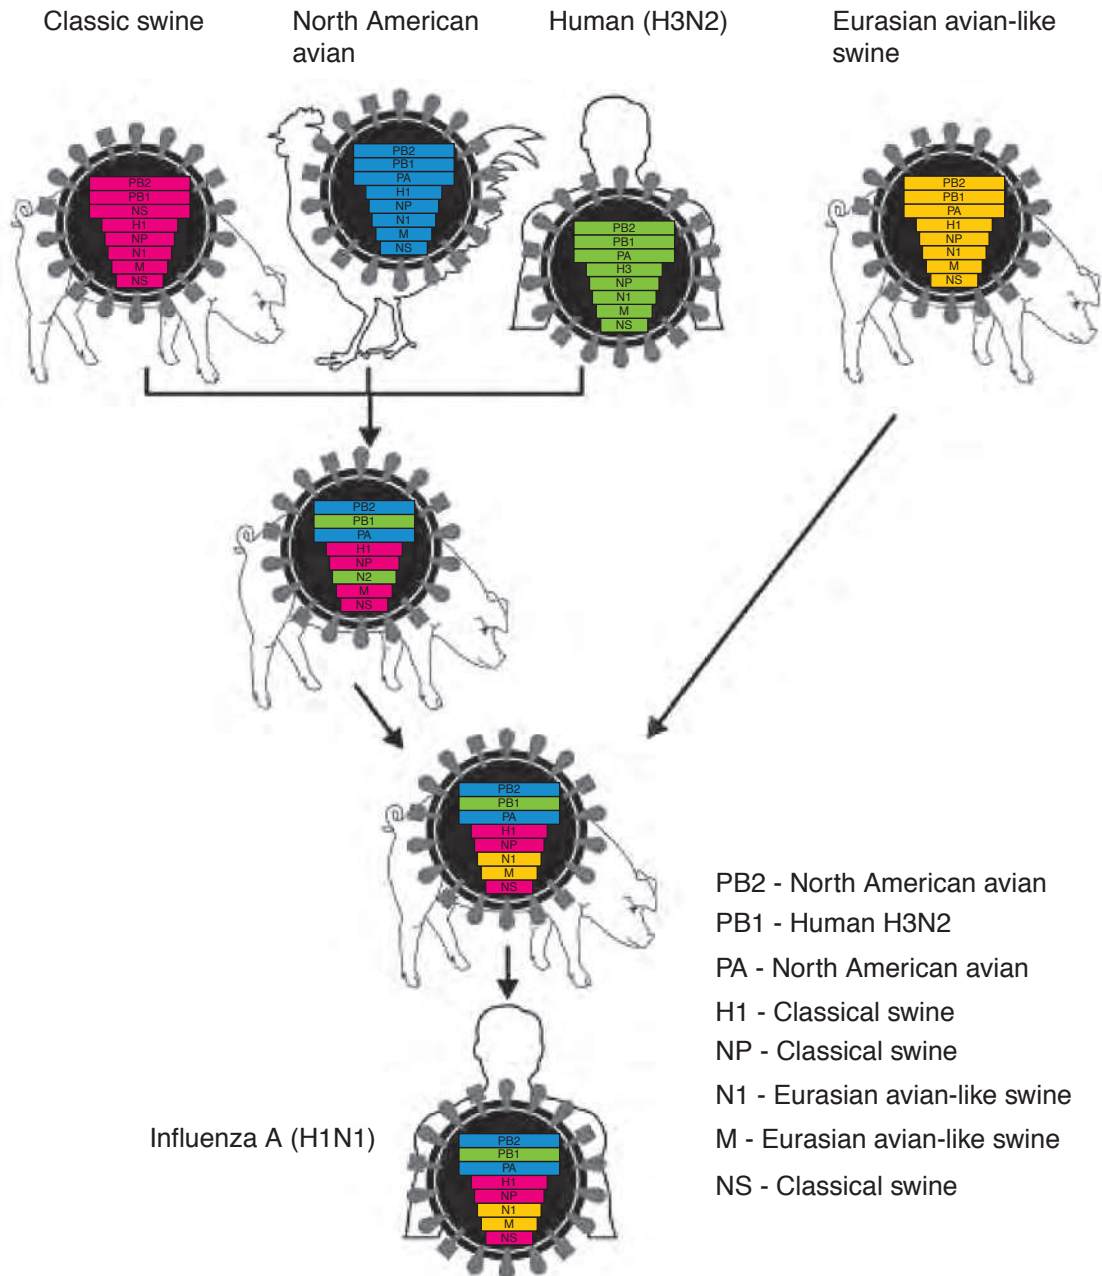 Classic swine
North American
avian
Human (H3N2)
Eurasian avian-like
swine
PB2
PB1
NS
H1
NP
N1
M
NS
PB2
PB1
PA
H1
NP
N1
M
NS
PB2
PB1
PA
H3
NP
N1
M
NS
PB2
PB1
PA
H1
NP
N1
M
NS
PB2
PB1
PA
H1
NP
N2
M
NS
PB2
PB1
PA
H1
NP
N1
M
NS
PB2 - North American avian
PB1 - Human H3N2
PA - North American avian
H1 - Classical swine
NP - Classical swine
N1 - Eurasian avian-like swine
M - Eurasian avian-like swine
NS - Classical swine
Influenza A (H1N1)
PB2
PB1
PA
H1
NP
N1
M
NS